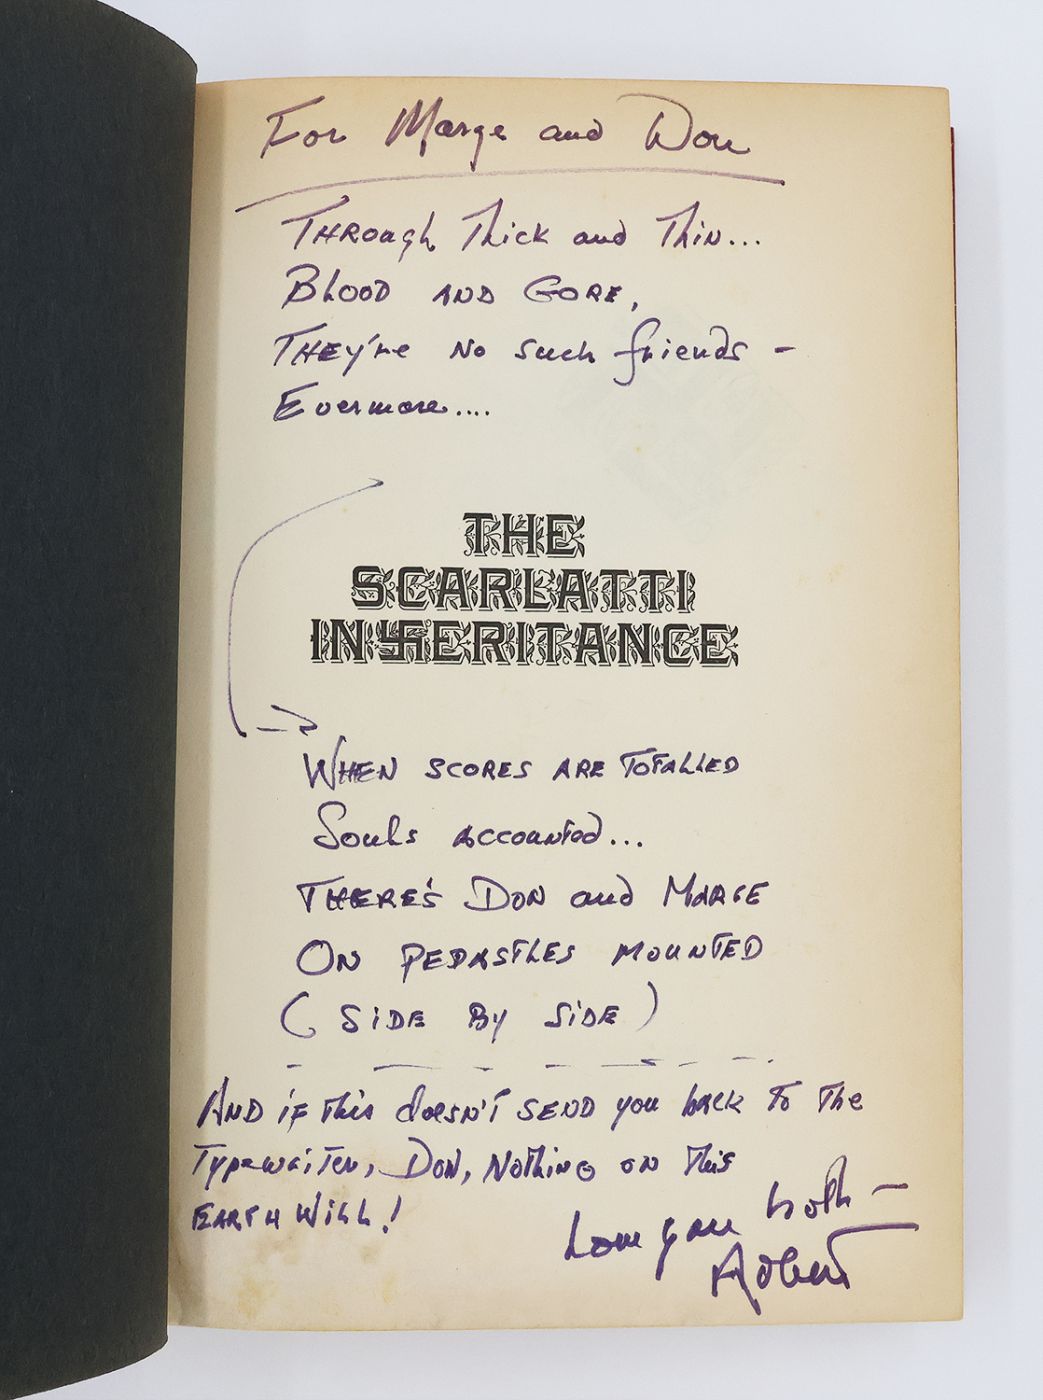 For Marge and Don
Through Thick and Thin...
Blood and Gore,
They're no such friends –
Evermore....
THE
SCARLATTI
INHERITANCE
When scores are totalled
Souls accounted...
There's Don and Marge
On pedastles mounted
(Side by side)
And if this doesn't send you back to the
Typewriter, Don, nothing on this
earth will!
Love you both –
Robert